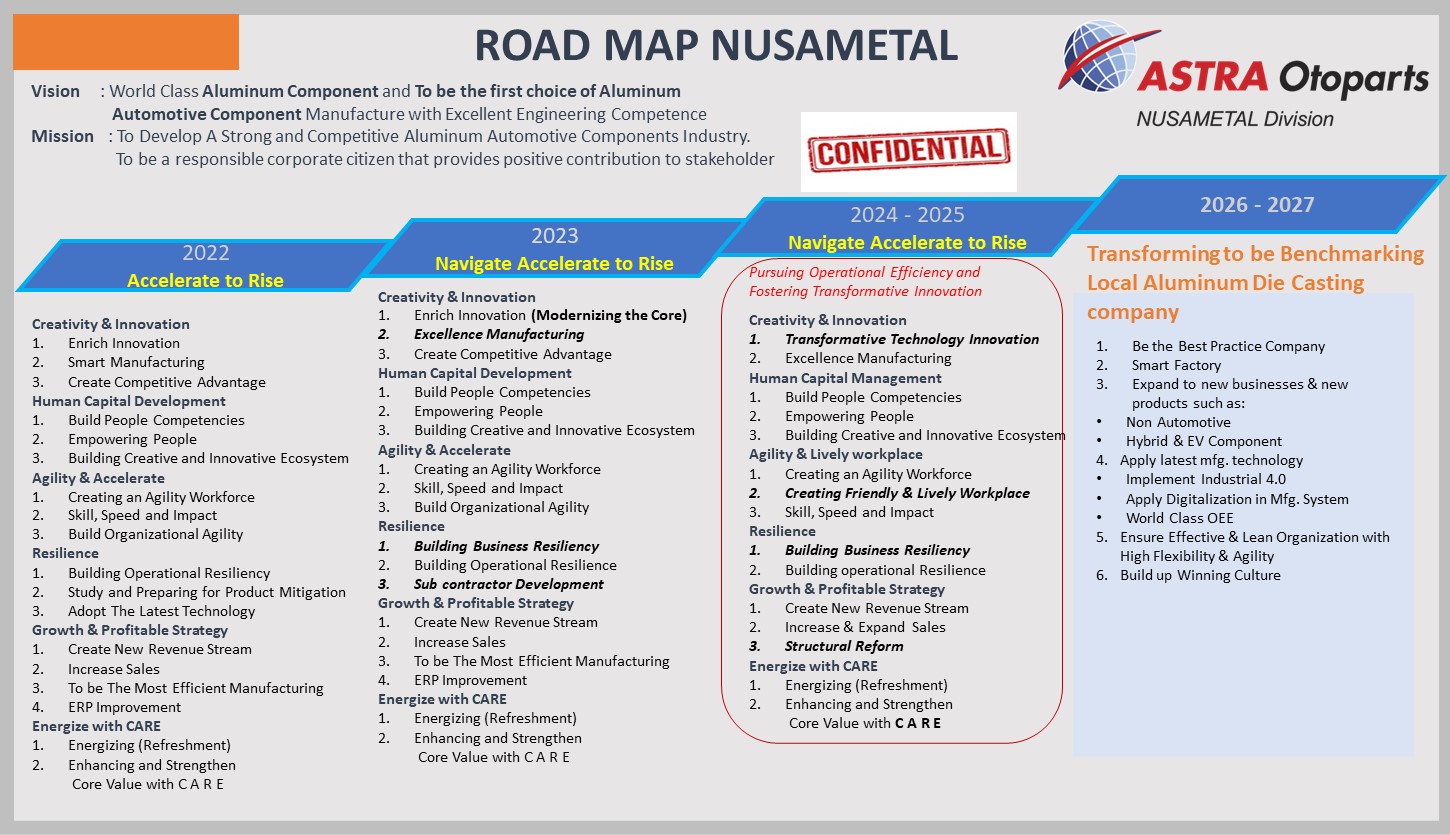 ROAD MAP NUSAMETAL
ASTRA Otoparts
NUSAMETAL Division
Vision : World Class Aluminum Component and To be the first choice of Aluminum
Automotive Component Manufacture with Excellent Engineering Competence
Mission : To Develop A Strong and Competitive Aluminum Automotive Components Industry.
To be a responsible corporate citizen that provides positive contribution to stakeholder
CONFIDENTIAL
2022
Accelerate to Rise
Creativity & Innovation
1. Enrich Innovation
2. Smart Manufacturing
3. Create Competitive Advantage
Human Capital Development
1. Build People Competencies
2. Empowering People
3. Building Creative and Innovative Ecosystem
Agility & Accelerate
1. Creating an Agility Workforce
2. Skill, Speed and Impact
3. Build Organizational Agility
Resilience
1. Building Operational Resiliency
2. Study and Preparing for Product Mitigation
3. Adopt The Latest Technology
Growth & Profitable Strategy
1. Create New Revenue Stream
2. Increase Sales
3. To be The Most Efficient Manufacturing
4. ERP Improvement
Energize with CARE
1. Energizing (Refreshment)
2. Enhancing and Strengthen
Core Value with C A R E
2023
Navigate Accelerate to Rise
Creativity & Innovation
1. Enrich Innovation (Modernizing the Core)
2. Excellence Manufacturing
3. Create Competitive Advantage
Human Capital Development
1. Build People Competencies
2. Empowering People
3. Building Creative and Innovative Ecosystem
Agility & Accelerate
1. Creating an Agility Workforce
2. Skill, Speed and Impact
3. Build Organizational Agility
Resilience
1. Building Business Resiliency
2. Building Operational Resilience
3. Sub contractor Development
Growth & Profitable Strategy
1. Create New Revenue Stream
2. Increase Sales
3. To be The Most Efficient Manufacturing
4. ERP Improvement
Energize with CARE
1. Energizing (Refreshment)
2. Enhancing and Strengthen
Core Value with C A R E
2024 - 2025
Navigate Accelerate to Rise
Pursuing Operational Efficiency and
Fostering Transformative Innovation
Creativity & Innovation
1. Transformative Technology Innovation
2. Excellence Manufacturing
Human Capital Management
1. Build People Competencies
2. Empowering People
3. Building Creative and Innovative Ecosystem
Agility & Lively workplace
1. Creating an Agility Workforce
2. Creating Friendly & Lively Workplace
3. Skill, Speed and Impact
Resilience
1. Building Business Resiliency
2. Building operational Resilience
Growth & Profitable Strategy
1. Create New Revenue Stream
2. Increase & Expand Sales
3. Structural Reform
Energize with CARE
1. Energizing (Refreshment)
2. Enhancing and Strengthen
Core Value with C A R E
2026 - 2027
Transforming to be Benchmarking
Local Aluminum Die Casting
company
1. Be the Best Practice Company
2. Smart Factory
3. Expand to new businesses & new
products such as:
• Non Automotive
• Hybrid & EV Component
4. Apply latest mfg. technology
• Implement Industrial 4.0
• Apply Digitalization in Mfg. System
• World Class OEE
5. Ensure Effective & Lean Organization with
High Flexibility & Agility
6. Build up Winning Culture